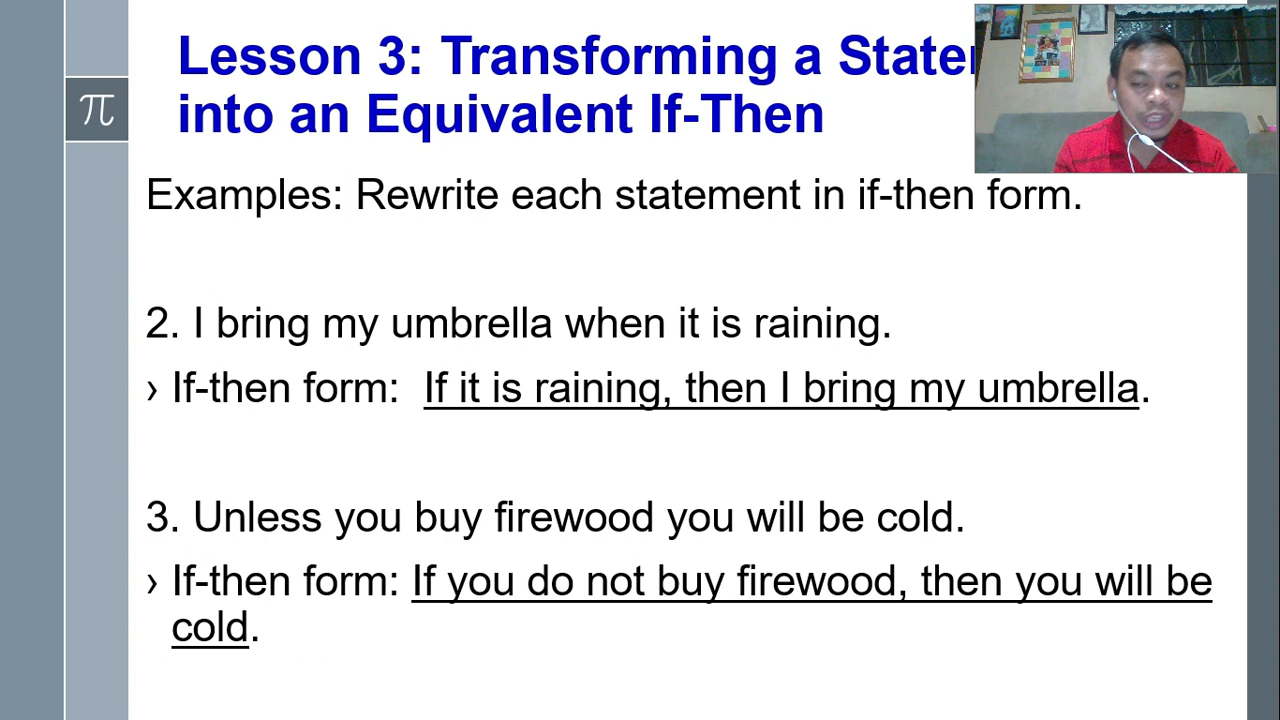 Lesson 3: Transforming a
into an Equivalent If-Then
π
Examples: Rewrite each statement in if-then form.
2. I bring my umbrella when it is raining.
› If-then form: If it is raining, then I bring my umbrella.
3. Unless you buy firewood you will be cold.
› If-then form: If you do not buy firewood, then you will be
cold.